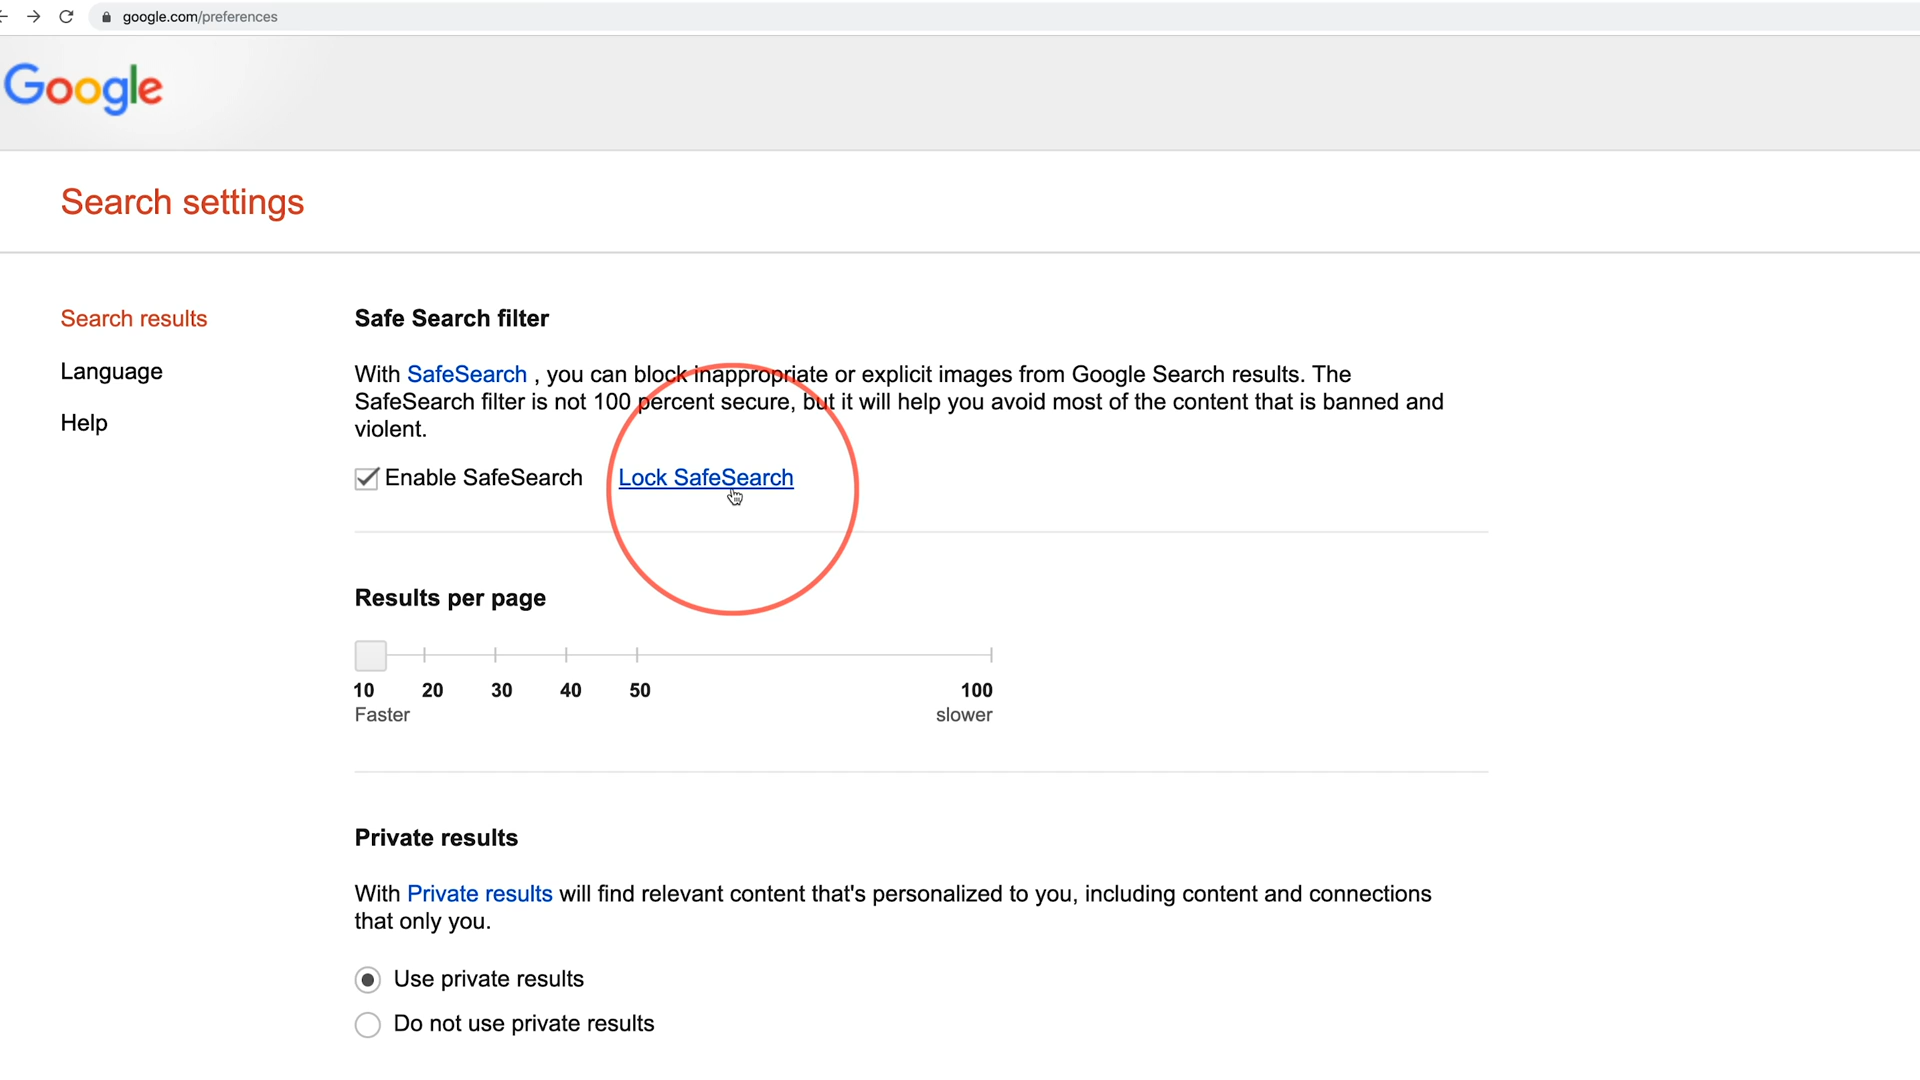 google.com/preferences
Google
Search settings
Search results
Language
Help
Safe Search filter
With SafeSearch , you can block inappropriate or explicit images from Google Search results. The
SafeSearch filter is not 100 percent secure, but it will help you avoid most of the content that is banned and
violent.
Enable SafeSearch Lock SafeSearch
Results per page
10 20 30 40 50 100
Faster slower
Private results
With Private results will find relevant content that's personalized to you, including content and connections
that only you.
Use private results
Do not use private results